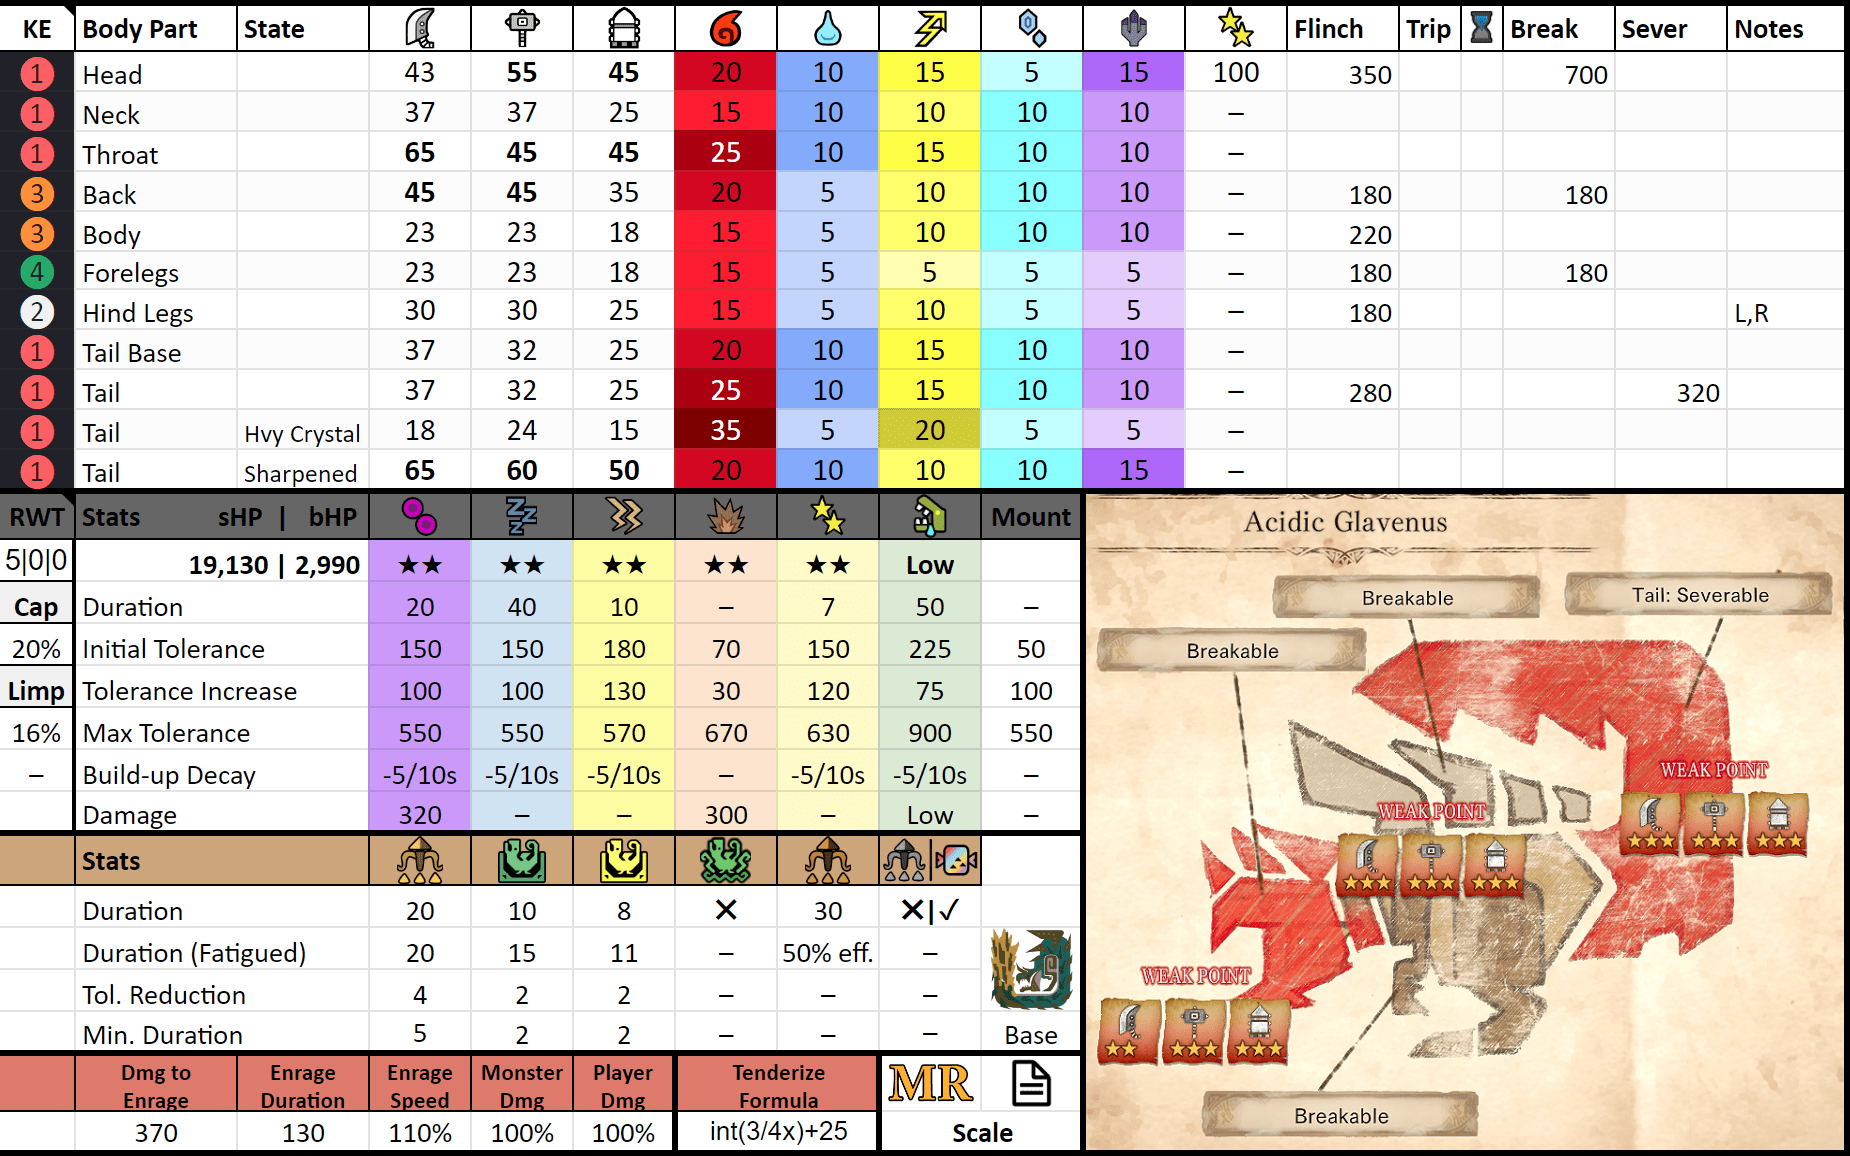 KE Body Part State Flinch Trip Break Sever Notes
1 Head 43 55 45 20 10 15 5 15 100 350 700
1 Neck 37 37 25 15 10 10 10 10 –
1 Throat 65 45 45 25 10 15 10 10 –
3 Back 45 45 35 20 5 10 10 10 – 180 180
3 Body 23 23 18 15 5 10 10 10 – 220
4 Forelegs 23 23 18 15 5 5 5 5 – 180 180
2 Hind Legs 30 30 25 15 5 10 5 5 – 180 L,R
1 Tail Base 37 32 25 20 10 15 10 10 –
1 Tail 37 32 25 25 10 15 10 10 – 280 320
1 Tail Hvy Crystal 18 24 15 35 5 20 5 5 –
1 Tail Sharpened 65 60 50 20 10 10 10 15 –
RWT Stats sHP | bHP Mount
5|0|0 19,130 | 2,990 ★★ ★★ ★★ ★★ ★★ Low
Cap Duration 20 40 10 – 7 50 –
20% Initial Tolerance 150 150 180 70 150 225 50
Limp Tolerance Increase 100 100 130 30 120 75 100
16% Max Tolerance 550 550 570 670 630 900 550
– Build-up Decay -5/10s -5/10s -5/10s – -5/10s -5/10s –
Damage 320 – – 300 – Low –
Stats
Duration 20 10 8 ✕ 30 ✕|✓
Duration (Fatigued) 20 15 11 – 50% eff. –
Tol. Reduction 4 2 2 – – –
Min. Duration 5 2 2 – – – Base
Dmg to Enrage Enrage Duration Enrage Speed Monster Dmg Player Dmg Tenderize Formula MR
370 130 110% 100% 100% int(3/4x)+25 Scale
Acidic Glavenus
Breakable
Tail: Severable
Breakable
WEAK POINT
WEAK POINT
WEAK POINT
Breakable